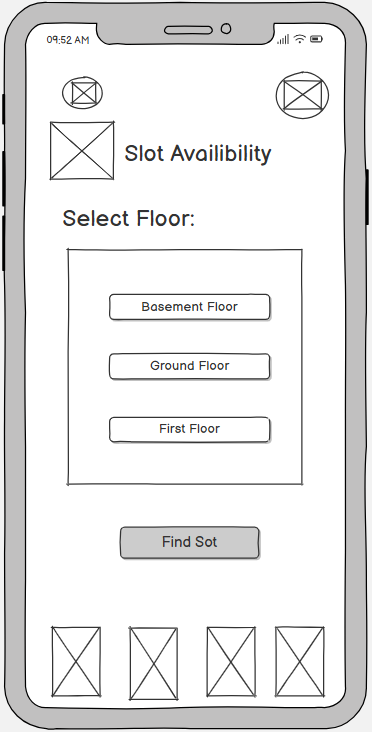 09:52 AM
Slot Availibility
Select Floor:
Basement Floor
Ground Floor
First Floor
Find Sot